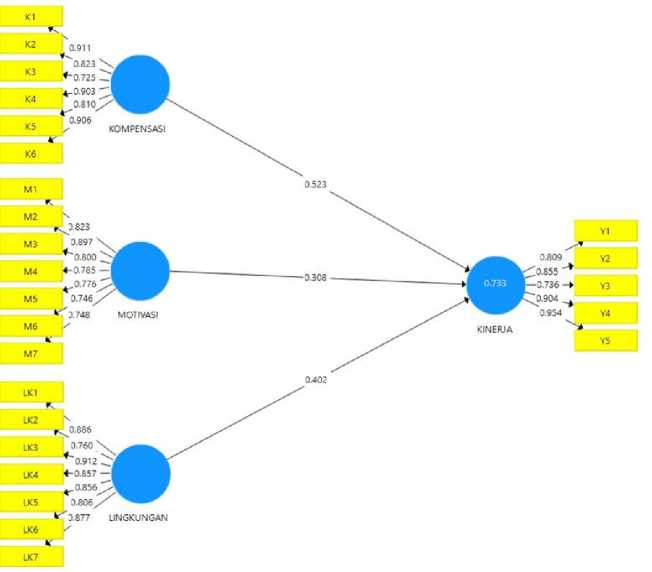 K1
K2
K3
K4
K5
K6
0.911
0.823
0.725
0.903
0.810
0.906
KOMPENSASI
M1
M2
M3
M4
M5
M6
M7
0.823
0.897
0.800
0.785
0.776
0.746
0.748
MOTIVASI
LK1
LK2
LK3
LK4
LK5
LK6
LK7
0.886
0.760
0.912
0.857
0.856
0.806
0.877
LINGKUNGAN
0.523
0.308
0.402
0.733
KINERJA
0.809
0.855
0.736
0.904
0.954
Y1
Y2
Y3
Y4
Y5